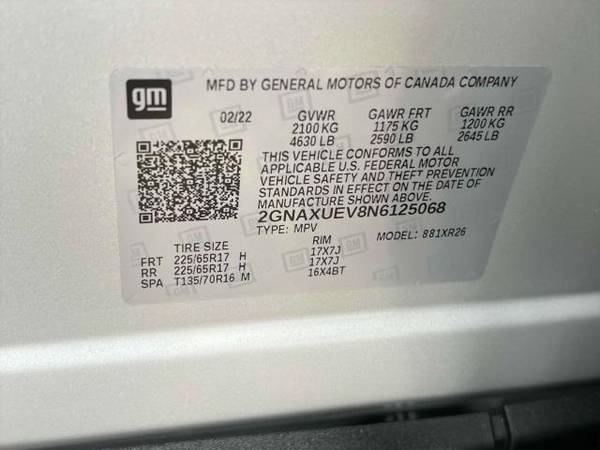 gm
MFD BY GENERAL MOTORS OF CANADA COMPANY
02/22 GVWR GAWR FRT GAWR RR
2100 KG 1175 KG 1200 KG
4630 LB 2590 LB 2645 LB
THIS VEHICLE CONFORMS TO ALL
APPLICABLE U.S. FEDERAL MOTOR
VEHICLE SAFETY AND THEFT PREVENTION
STANDARDS IN EFFECT ON THE DATE OF
MANUFACTURE SHOWN ABOVE.
2GNAXUEV8N6125068
TYPE: MPV MODEL: 881XR26
TIRE SIZE RIM
FRT 225/65R17 H 17X7J
RR 225/65R17 H 17X7J
SPA T135/70R16 M 16X4BT